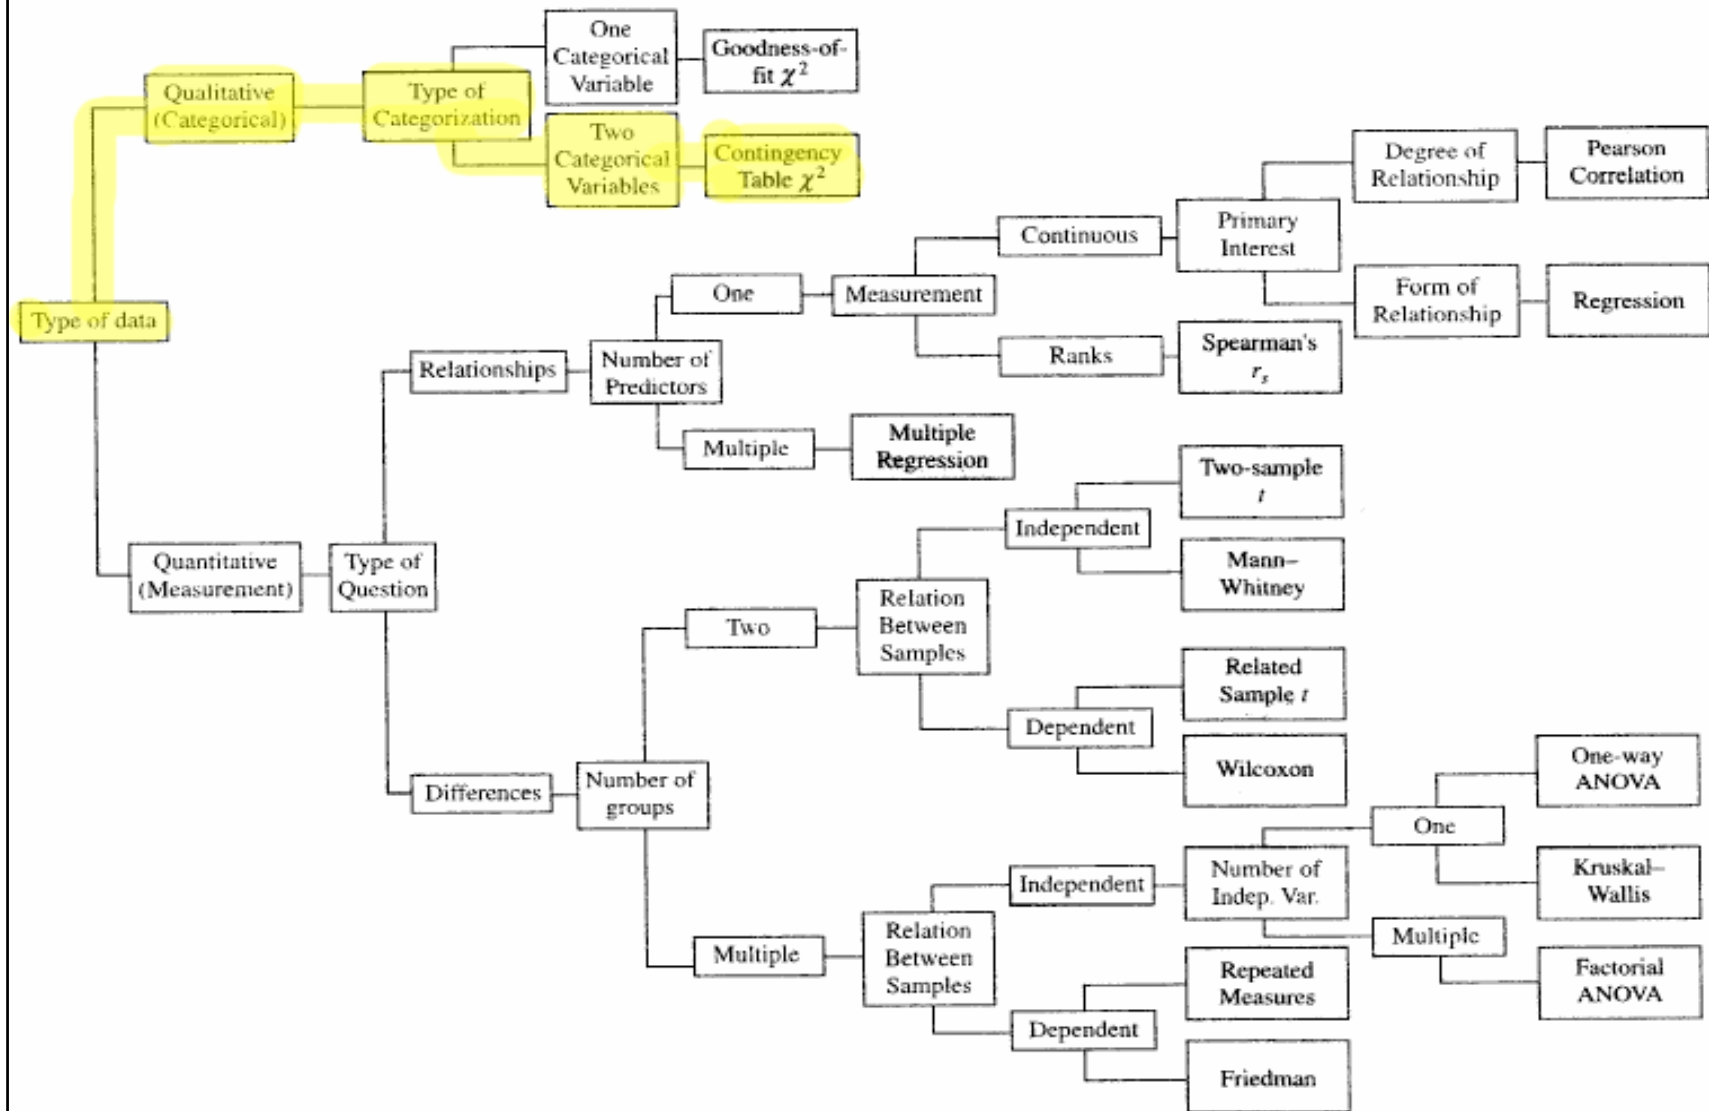 One
Categorical
Variable
Goodness-of-
fit χ²
Qualitative
(Categorical)
Type of
Categorization
Two
Categorical
Variables
Contingency
Table χ²
Type of data
Degree of
Relationship
Pearson
Correlation
Continuous
Primary
Interest
One
Measurement
Form of
Relationship
Regression
Relationships
Number of
Predictors
Ranks
Spearman's
rₛ
Multiple
Multiple
Regression
Two-sample
t
Independent
Quantitative
(Measurement)
Type of
Question
Mann–
Whitney
Two
Relation
Between
Samples
Related
Sample t
Dependent
Wilcoxon
Differences
Number of
groups
One-way
ANOVA
One
Independent
Number of
Indep. Var.
Kruskal–
Wallis
Multiple
Multiple
Relation
Between
Samples
Factorial
ANOVA
Repeated
Measures
Dependent
Friedman